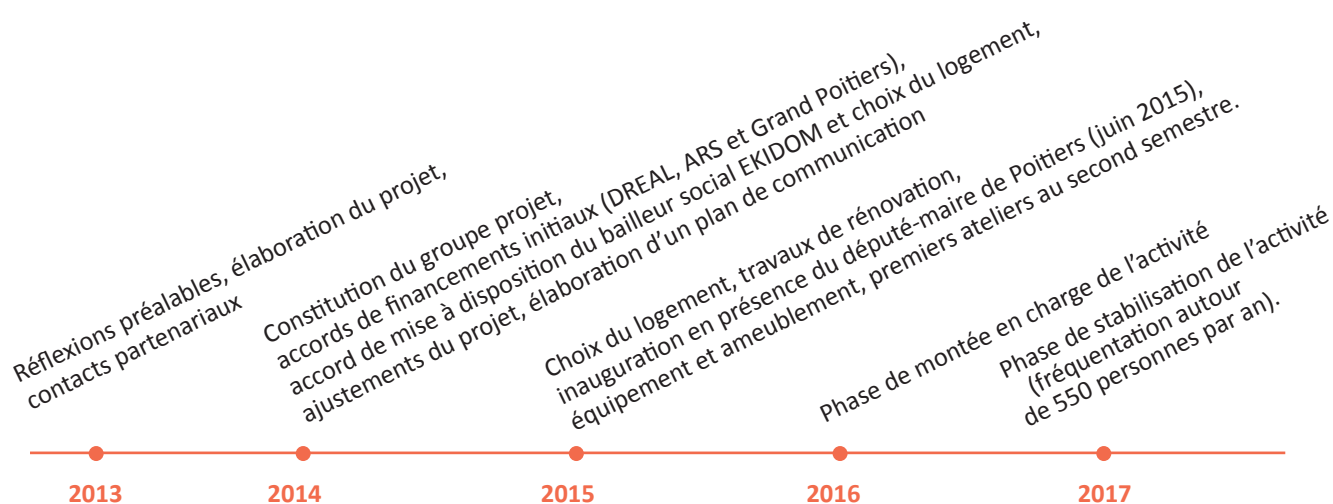 Réflexions préalables, élaboration du projet,
contacts partenariaux
Constitution du groupe projet,
accords de financements initiaux (DREAL, ARS et Grand Poitiers),
accord de mise à disposition du bailleur social EKIDOM et choix du logement,
ajustements du projet, élaboration d'un plan de communication
Choix du logement, travaux de rénovation,
inauguration en présence du député-maire de Poitiers (juin 2015),
équipement et ameublement, premiers ateliers au second semestre.
Phase de montée en charge de l'activité
Phase de stabilisation de l'activité
(fréquentation autour
de 550 personnes par an).
2013
2014
2015
2016
2017